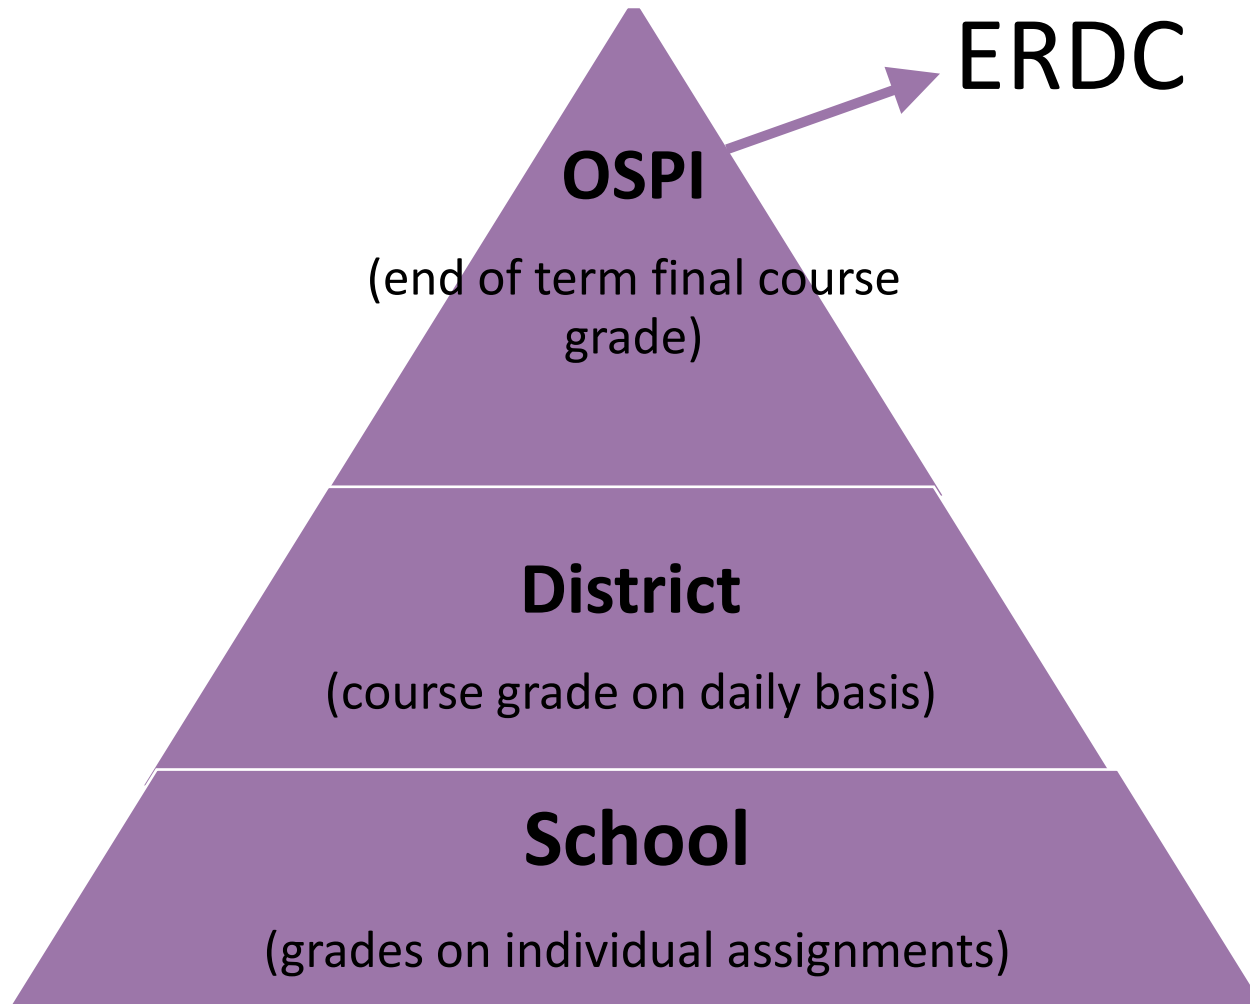 ERDC
OSPI
(end of term final course
grade)
District
(course grade on daily basis)
School
(grades on individual assignments)